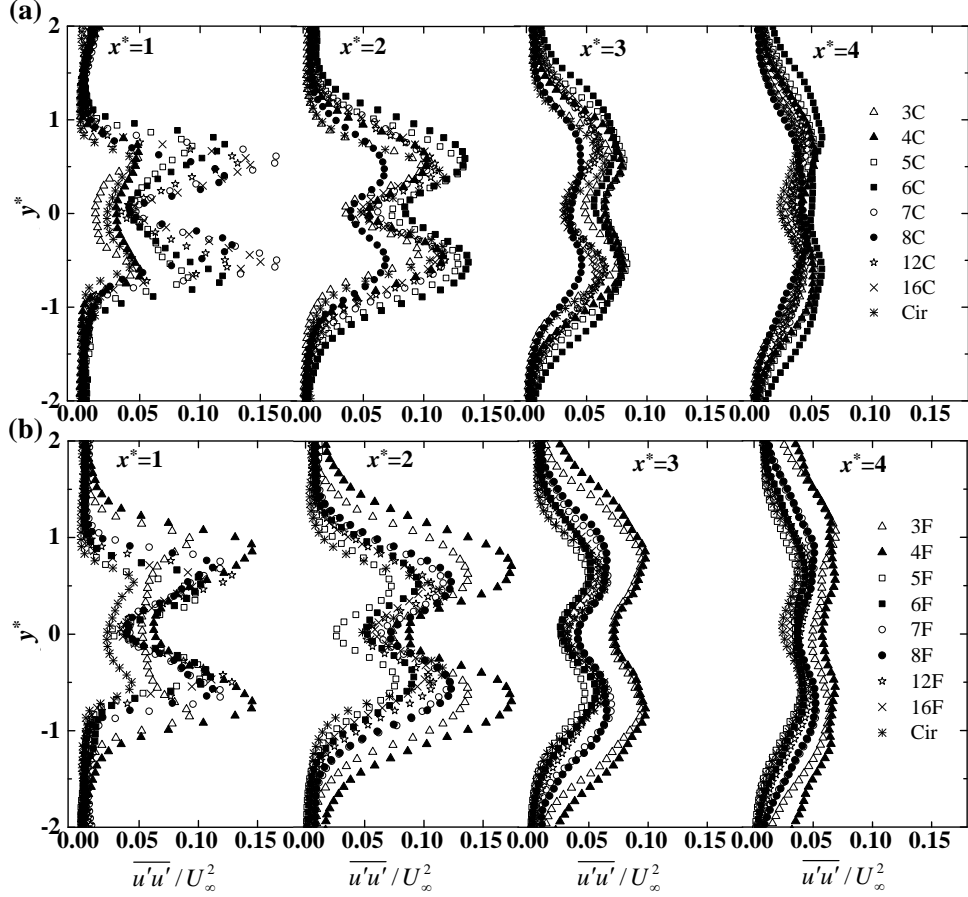 (a)
x*=1
x*=2
x*=3
x*=4
2
1
0
-1
-2
y*
3C
4C
5C
6C
7C
8C
12C
16C
Cir
0.00 0.05 0.10 0.15 0.00 0.05 0.10 0.15 0.00 0.05 0.10 0.15 0.00 0.05 0.10 0.15
(b)
x*=1
x*=2
x*=3
x*=4
2
1
0
-1
-2
y*
3F
4F
5F
6F
7F
8F
12F
16F
Cir
0.00 0.05 0.10 0.15 0.00 0.05 0.10 0.15 0.00 0.05 0.10 0.15 0.00 0.05 0.10 0.15
u'u'/U∞² u'u'/U∞² u'u'/U∞² u'u'/U∞²